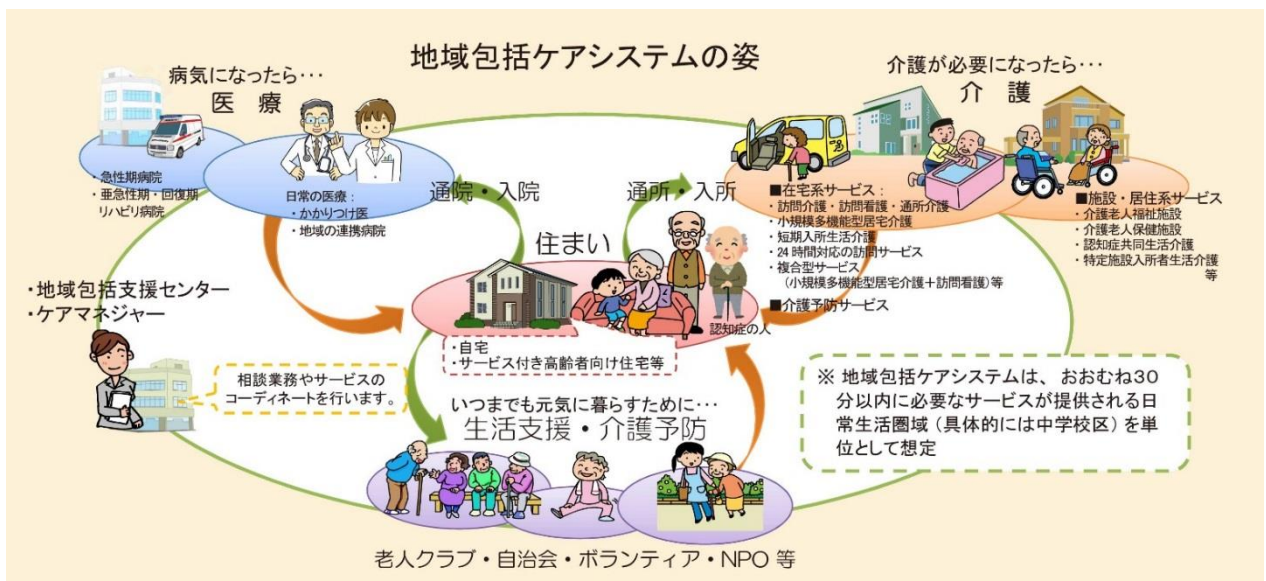 地域包括ケアシステムの姿
病気になったら･･･
医　療
・急性期病院
・亜急性期・回復期
リハビリ病院
日常の医療：
・かかりつけ医
・地域の連携病院
通院・入院
通所・入所
介護が必要になったら･･･
介　護
■在宅系サービス：
・訪問介護・訪問看護・通所介護
・小規模多機能型居宅介護
・短期入所生活介護
・24時間対応の訪問サービス
・複合型サービス
（小規模多機能型居宅介護＋訪問看護）等
■介護予防サービス
■施設・居住系サービス
・介護老人福祉施設
・介護老人保健施設
・認知症共同生活介護
・特定施設入所者生活介護
等
住まい
認知症の人
・自宅
・サービス付き高齢者向け住宅等
・地域包括支援センター
・ケアマネジャー
相談業務やサービスの
コーディネートを行います。
いつまでも元気に暮らすために･･･
生活支援・介護予防
老人クラブ・自治会・ボランティア・NPO 等
※ 地域包括ケアシステムは、おおむね30
分以内に必要なサービスが提供される日
常生活圏域（具体的には中学校区）を単
位として想定